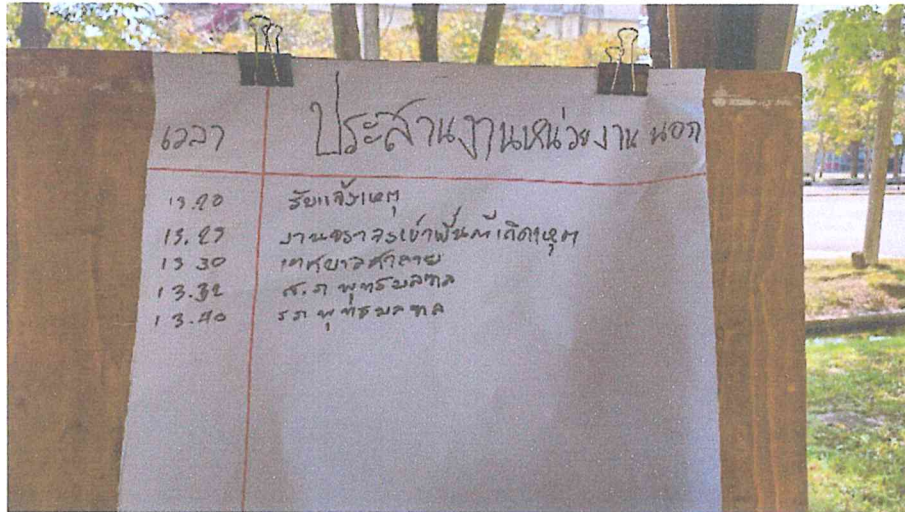 เวลา ประสานงานหน่วยงานนอก
13.20 รับแจ้งเหตุ
13.25 งานจราจรเข้าพื้นที่เกิดเหตุ
13 30 เทศบาลศาลายา
13.32 ส.ภ พุทธมลฑล
13.40 รพ พุทธมลฑล